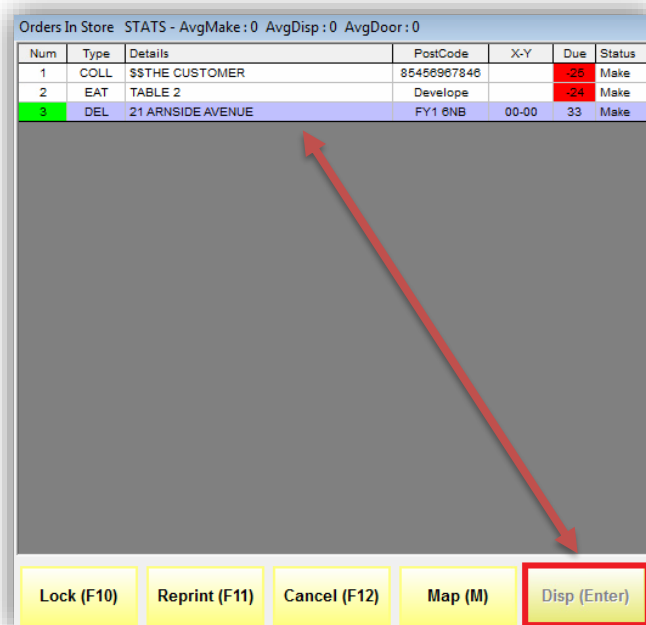 Orders In Store STATS - AvgMake : 0 AvgDisp : 0 AvgDoor : 0
Num Type Details PostCode X-Y Due Status
1 COLL $$THE CUSTOMER 85456967846 -25 Make
2 EAT TABLE 2 Develope -24 Make
3 DEL 21 ARNSIDE AVENUE FY1 6NB 00-00 33 Make
Lock (F10) Reprint (F11) Cancel (F12) Map (M) Disp (Enter)